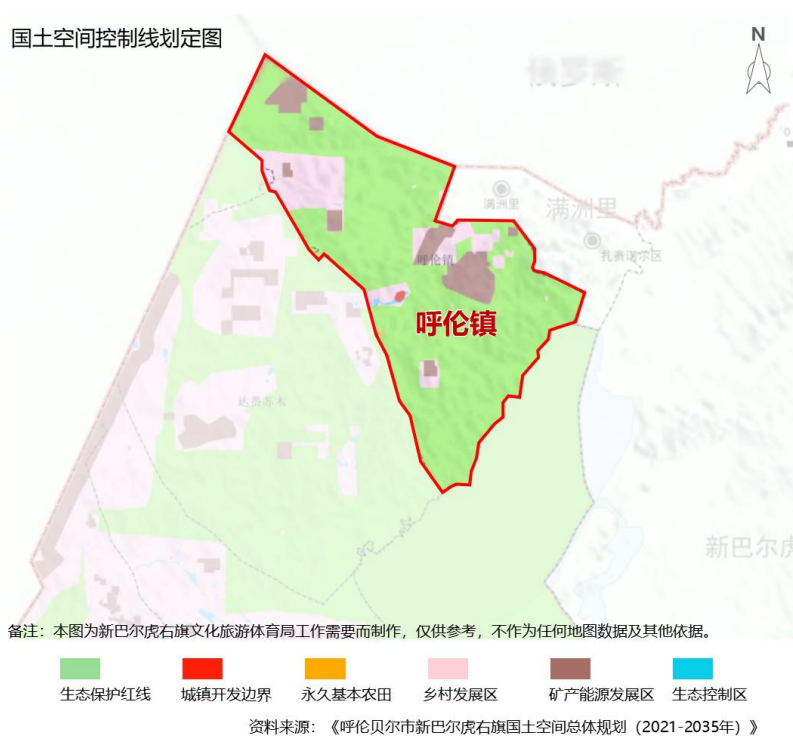 国土空间控制线划定图
N
俄罗斯
满洲里
满洲里
扎赉诺尔区
呼伦镇
呼伦镇
达赉苏木
新巴尔虎
备注：本图为新巴尔虎右旗文化旅游体育局工作需要而制作，仅供参考，不作为任何地图数据及其他依据。
生态保护红线
城镇开发边界
永久基本农田
乡村发展区
矿产能源发展区
生态控制区
资料来源：《呼伦贝尔市新巴尔虎右旗国土空间总体规划（2021-2035年）》